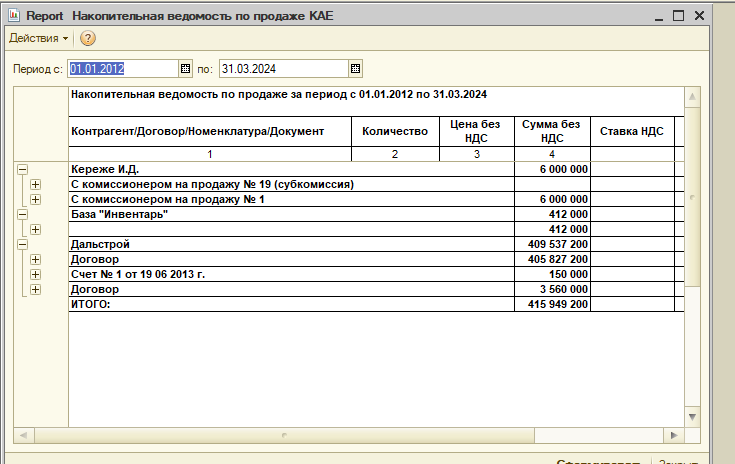 Report Накопительная ведомость по продаже КАЕ
Действия ?
Период с: 01.01.2012 по: 31.03.2024
Накопительная ведомость по продаже за период с 01.01.2012 по 31.03.2024
Контрагент/Договор/Номенклатура/Документ Количество Цена без НДС Сумма без НДС Ставка НДС
1 2 3 4
Кереже И.Д. 6 000 000
С комиссионером на продажу № 19 (субкомиссия)
С комиссионером на продажу № 1 6 000 000
База "Инвентарь" 412 000
412 000
Дальстрой 409 537 200
Договор 405 827 200
Счет № 1 от 19 06 2013 г. 150 000
Договор 3 560 000
ИТОГО: 415 949 200